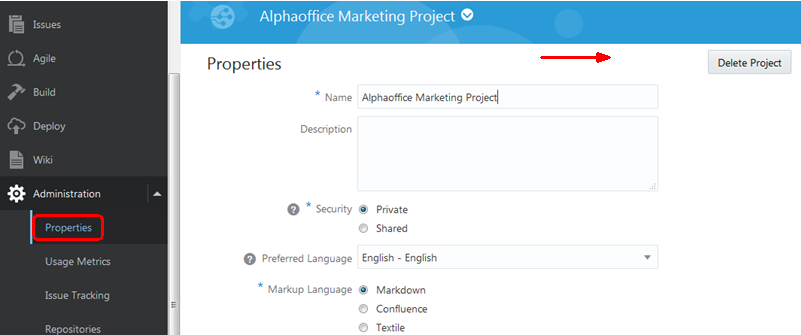 Issues
Agile
Build
Deploy
Wiki
Administration
Properties
Usage Metrics
Issue Tracking
Repositories
Alphaoffice Marketing Project
Properties
Delete Project
* Name Alphaoffice Marketing Project
Description
? * Security Private
Shared
? Preferred Language English - English
* Markup Language Markdown
Confluence
Textile